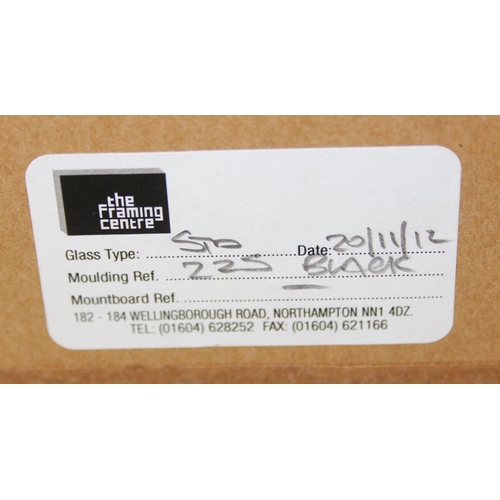 the
framing
centre
Glass Type: STD Date: 20/11/12
Moulding Ref. 225 BLACK
Mountboard Ref.
182 - 184 WELLINGBOROUGH ROAD, NORTHAMPTON NN1 4DZ.
TEL: (01604) 628252 FAX: (01604) 621166